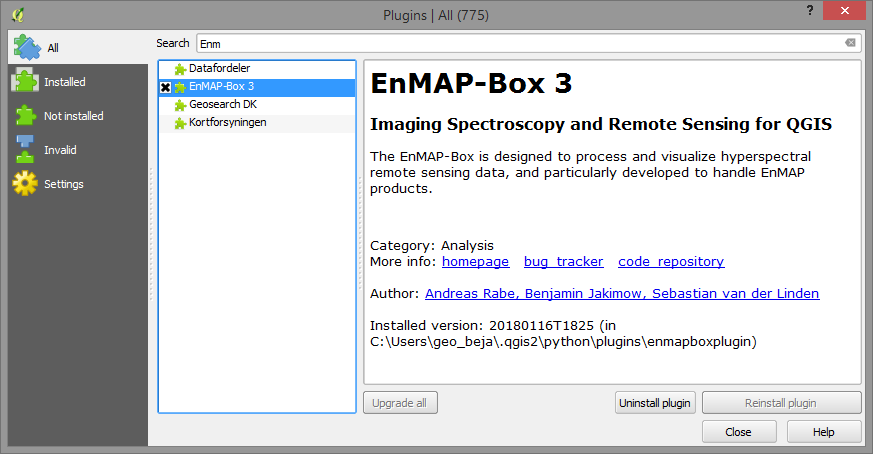 Plugins | All (775)
?
All
Installed
Not installed
Invalid
Settings
Search
Enm
Datafordeler
EnMAP-Box 3
Geosearch DK
Kortforsyningen
EnMAP-Box 3
Imaging Spectroscopy and Remote Sensing for QGIS
The EnMAP-Box is designed to process and visualize hyperspectral
remote sensing data, and particularly developed to handle EnMAP
products.
Category: Analysis
More info: homepage bug_tracker code_repository
Author: Andreas Rabe, Benjamin Jakimow, Sebastian van der Linden
Installed version: 20180116T1825 (in
C:\Users\geo_beja\.qgis2\python\plugins\enmapboxplugin)
Upgrade all
Uninstall plugin
Reinstall plugin
Close
Help